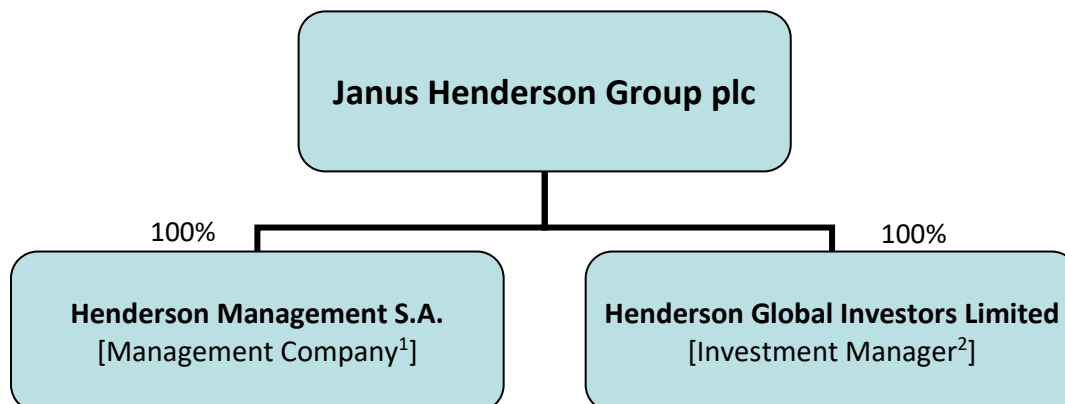 Janus Henderson Group plc
100%
100%
Henderson Management S.A.
[Management Company1]
Henderson Global Investors Limited
[Investment Manager2]